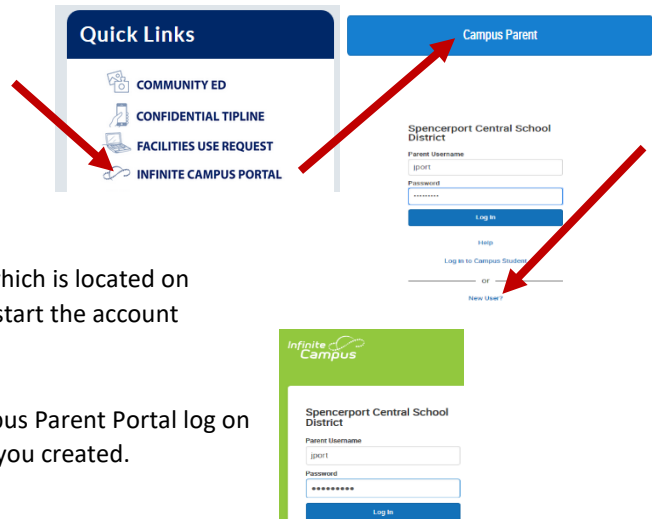 Quick Links
COMMUNITY ED
CONFIDENTIAL TIPLINE
FACILITIES USE REQUEST
INFINITE CAMPUS PORTAL
Campus Parent
Spencerport Central School
District
Parent Username
jport
Password
Log In
Help
Log in to Campus Student
or
New User?
which is located on
start the account
Infinite
Campus
Spencerport Central School
District
Parent Username
jport
Password
Log In
Parent Portal log on
you created.